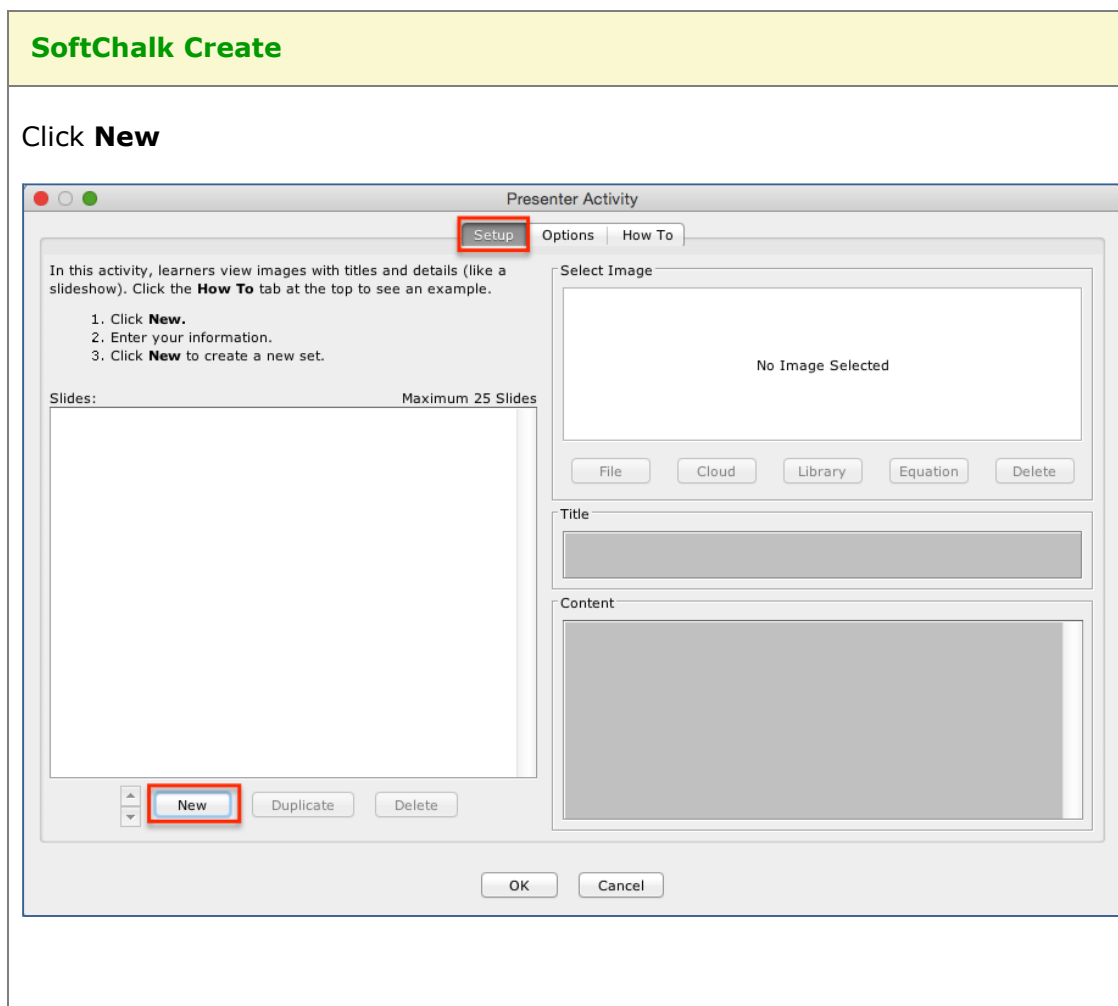 SoftChalk Create
Click New
Presenter Activity
Setup Options How To
In this activity, learners view images with titles and details (like a
slideshow). Click the How To tab at the top to see an example.
1. Click New.
2. Enter your information.
3. Click New to create a new set.
Slides: Maximum 25 Slides
New Duplicate Delete
Select Image
No Image Selected
File Cloud Library Equation Delete
Title
Content
OK Cancel